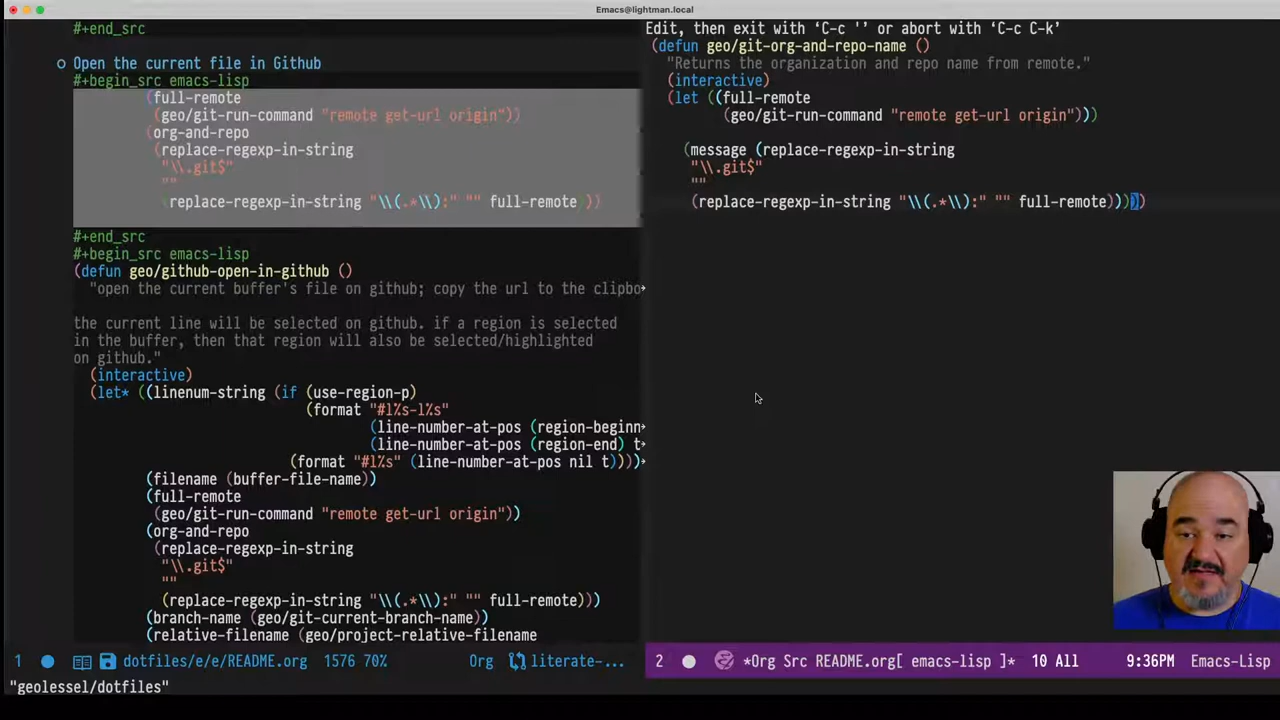 Emacs@lightman.local
#+end_src
Open the current file in Github
#+begin_src emacs-lisp
(full-remote
(geo/git-run-command "remote get-url origin"))
(org-and-repo
(replace-regexp-in-string
"\\.git$"
""
(replace-regexp-in-string "\\(.*\\):" "" full-remote )))
#+end_src
#+begin_src emacs-lisp
(defun geo/github-open-in-github ()
"open the current buffer's file on github; copy the url to the clipbo
the current line will be selected on github. if a region is selected
in the buffer, then that region will also be selected/highlighted
on github."
(interactive)
(let* ((linenum-string (if (use-region-p)
(format "#l%s-l%s"
(line-number-at-pos (region-beginn
(line-number-at-pos (region-end) t
(format "#l%s" (line-number-at-pos nil t))))
(filename (buffer-file-name))
(full-remote
(geo/git-run-command "remote get-url origin"))
(org-and-repo
(replace-regexp-in-string
"\\.git$"
""
(replace-regexp-in-string "\\(.*\\):" "" full-remote)))
(branch-name (geo/git-current-branch-name))
(relative-filename (geo/project-relative-filename
1 dotfiles/e/e/README.org 1576 70% Org literate-...
"geolessel/dotfiles"
Edit, then exit with ‘C-c '’ or abort with ‘C-c C-k’
(defun geo/git-org-and-repo-name ()
"Returns the organization and repo name from remote."
(interactive)
(let ((full-remote
(geo/git-run-command "remote get-url origin")))
(message (replace-regexp-in-string
"\\.git$"
""
(replace-regexp-in-string "\\(.*\\):" "" full-remote)))))
2 *Org Src README.org[ emacs-lisp ]* 10 All 9:36PM Emacs-Lisp